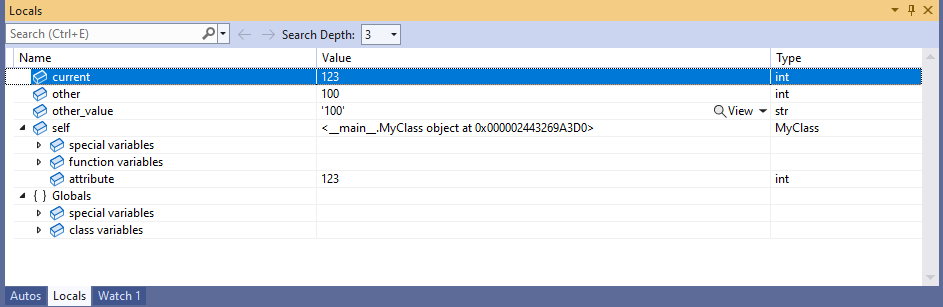 Locals
Search (Ctrl+E) Search Depth: 3
Name Value Type
current 123 int
other 100 int
other_value '100' View str
self <__main__.MyClass object at 0x000002443269A3D0> MyClass
special variables
function variables
attribute 123 int
{ } Globals
special variables
class variables
Autos Locals Watch 1